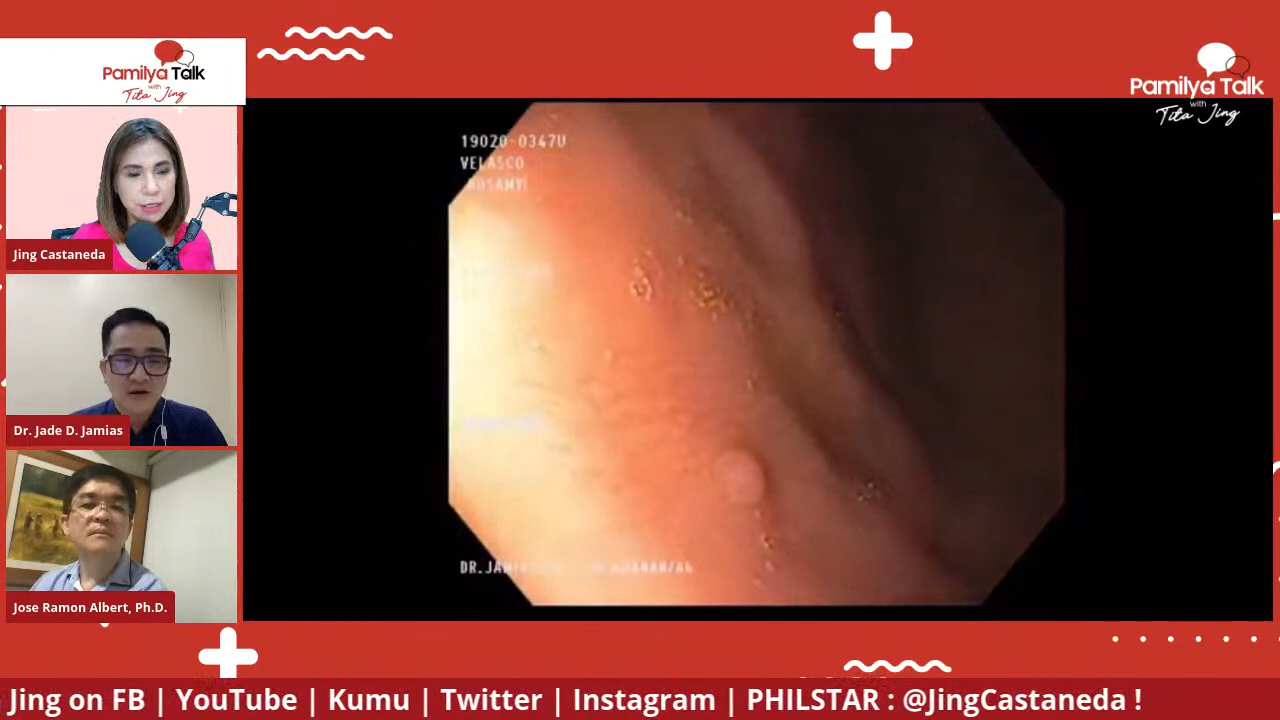 Pamilya Talk
with
Tita Jing
Pamilya Talk
with
Tita Jing
19020-0347U
VELASCO
Jing Castaneda
Dr. Jade D. Jamias
Jose Ramon Albert, Ph.D.
Jing on FB | YouTube | Kumu | Twitter | Instagram | PHILSTAR : @JingCastaneda !